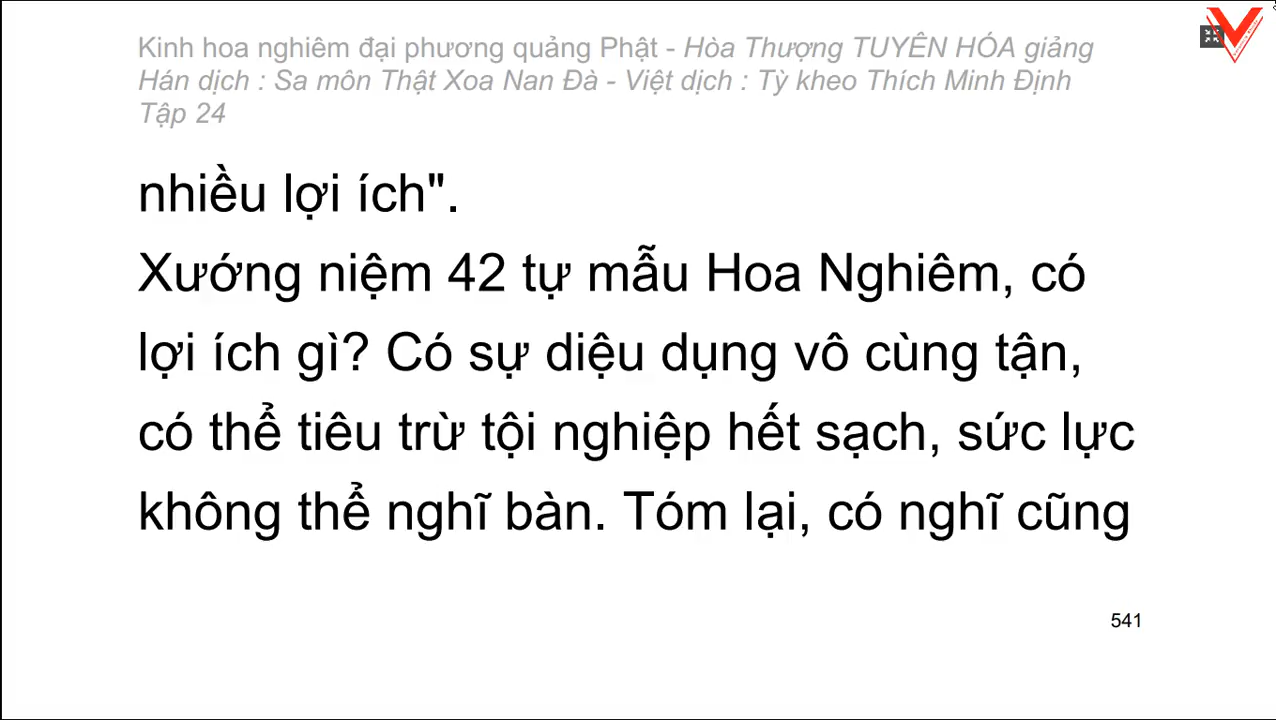 Kinh hoa nghiêm đại phương quảng Phật - Hòa Thượng TUYÊN HÓA giảng
Hán dịch : Sa môn Thật Xoa Nan Đà - Việt dịch : Tỳ kheo Thích Minh Định
Tập 24
nhiều lợi ích".
Xướng niệm 42 tự mẫu Hoa Nghiêm, có
lợi ích gì? Có sự diệu dụng vô cùng tận,
có thể tiêu trừ tội nghiệp hết sạch, sức lực
không thể nghĩ bàn. Tóm lại, có nghĩ cũng
541